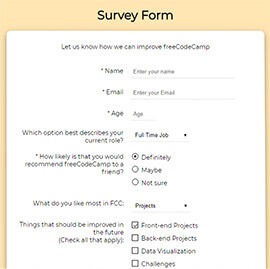 Survey Form
Let us know how we can improve freeCodeCamp
* Name Enter your name
* Email Enter your Email
* Age Age
Which option best describes your current role? Full Time Job
* How likely is that you would recommend freeCodeCamp to a friend?
Definitely
Maybe
Not sure
What do you like most in FCC: Projects
Things that should be improved in the future
(Check all that apply):
Front-end Projects
Back-end Projects
Data Visualization
Challenges